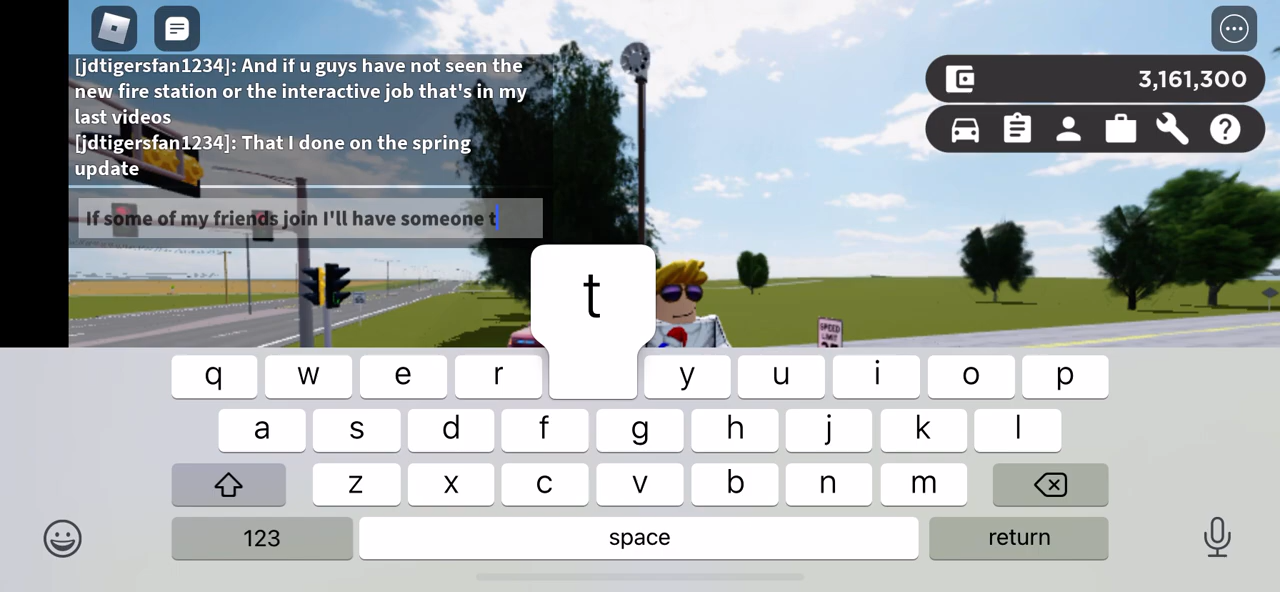 [jdtigersfan1234]: And if u guys have not seen the
new fire station or the interactive job that's in my
last videos
[jdtigersfan1234]: That I done on the spring
update
3,161,300
If some of my friends join I'll have someone t
SPEED
LIMIT
t
q w e r y u i o p
a s d f g h j k l
z x c v b n m
123 space return